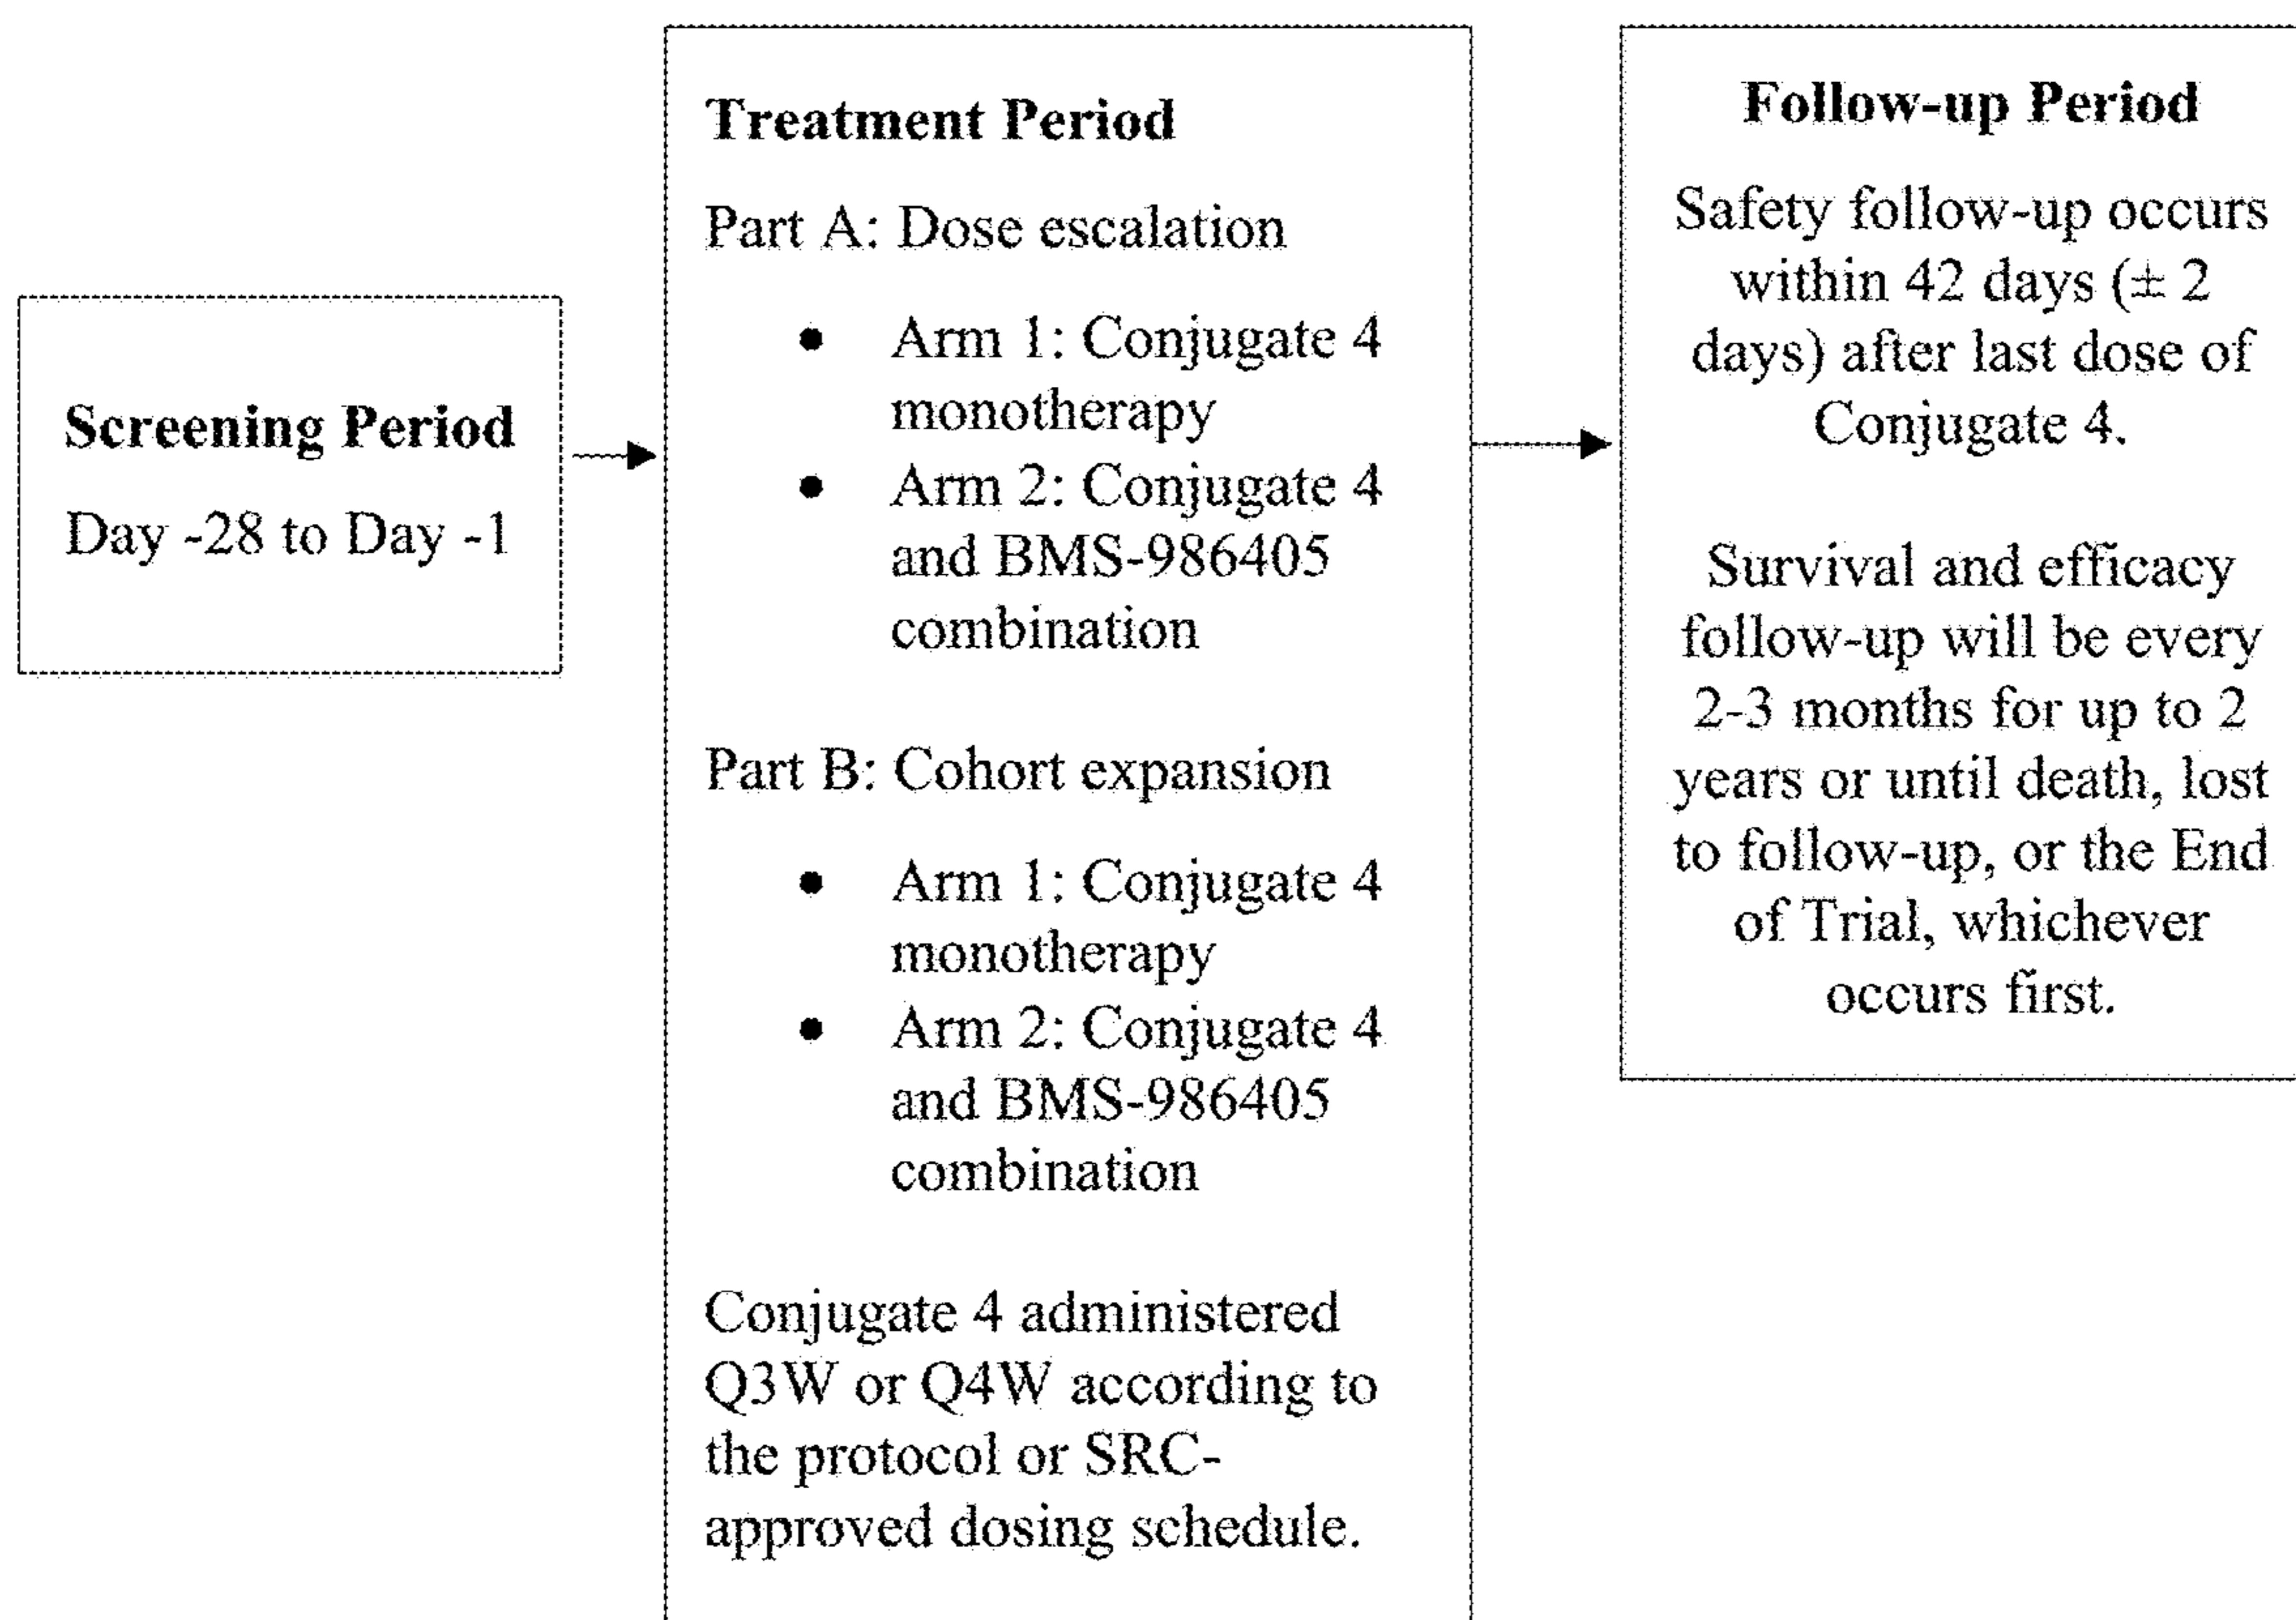 Screening Period
Day -28 to Day -1
Treatment Period
Part A: Dose escalation
• Arm 1: Conjugate 4
monotherapy
• Arm 2: Conjugate 4
and BMS-986405
combination
Part B: Cohort expansion
• Arm 1: Conjugate 4
monotherapy
• Arm 2: Conjugate 4
and BMS-986405
combination
Conjugate 4 administered
Q3W or Q4W according to
the protocol or SRC-
approved dosing schedule.
Follow-up Period
Safety follow-up occurs
within 42 days (± 2
days) after last dose of
Conjugate 4.
Survival and efficacy
follow-up will be every
2-3 months for up to 2
years or until death, lost
to follow-up, or the End
of Trial, whichever
occurs first.